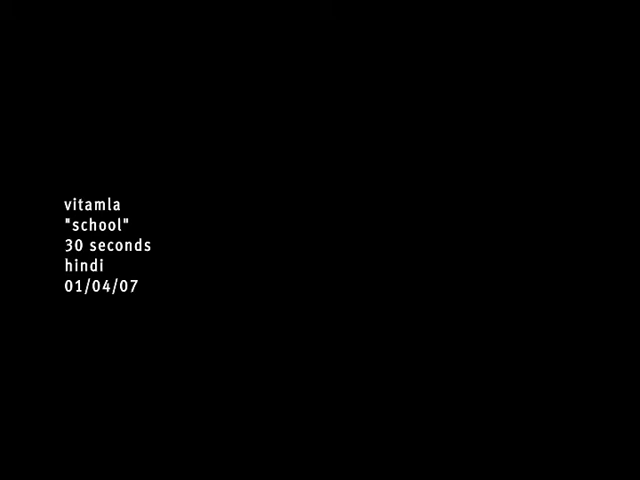 vitamla
"school"
30 seconds
hindi
01/04/07